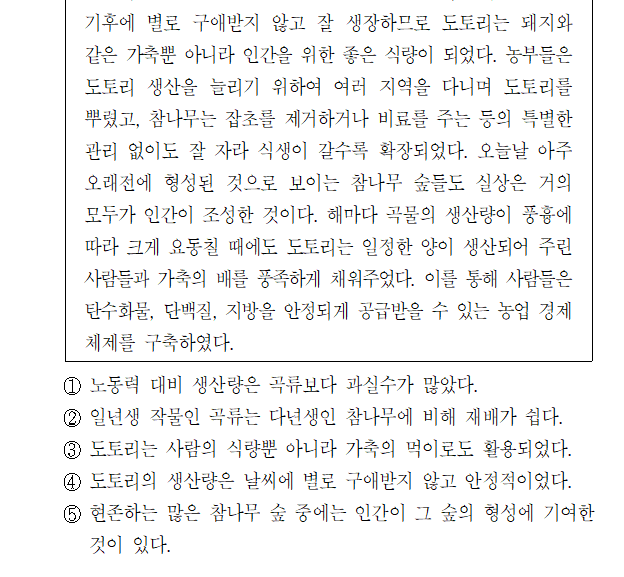 기후에 별로 구애받지 않고 잘 생장하므로 도토리는 돼지와
같은 가축뿐 아니라 인간을 위한 좋은 식량이 되었다. 농부들은
도토리 생산을 늘리기 위하여 여러 지역을 다니며 도토리를
뿌렸고, 참나무는 잡초를 제거하거나 비료를 주는 등의 특별한
관리 없이도 잘 자라 식생이 갈수록 확장되었다. 오늘날 아주
오래전에 형성된 것으로 보이는 참나무 숲들도 실상은 거의
모두가 인간이 조성한 것이다. 해마다 곡물의 생산량이 풍흉에
따라 크게 요동칠 때에도 도토리는 일정한 양이 생산되어 주린
사람들과 가축의 배를 풍족하게 채워주었다. 이를 통해 사람들은
탄수화물, 단백질, 지방을 안정되게 공급받을 수 있는 농업 경제
체제를 구축하였다.
① 노동력 대비 생산량은 곡류보다 과실수가 많았다.
② 일년생 작물인 곡류는 다년생인 참나무에 비해 재배가 쉽다.
③ 도토리는 사람의 식량뿐 아니라 가축의 먹이로도 활용되었다.
④ 도토리의 생산량은 날씨에 별로 구애받지 않고 안정적이었다.
⑤ 현존하는 많은 참나무 숲 중에는 인간이 그 숲의 형성에 기여한
것이 있다.